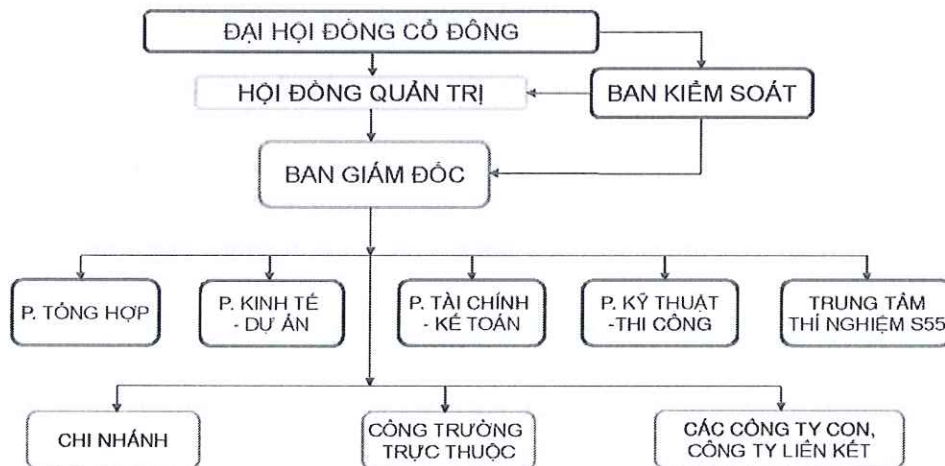 ĐẠI HỘI ĐỒNG CỔ ĐÔNG
HỘI ĐỒNG QUẢN TRỊ
BAN KIỂM SOÁT
BAN GIÁM ĐỐC
P. TỔNG HỢP
P. KINH TẾ
- DỰ ÁN
P. TÀI CHÍNH
- KẾ TOÁN
P. KỸ THUẬT
-THI CÔNG
TRUNG TÂM
THÍ NGHIỆM S55
CHI NHÁNH
CÔNG TRƯỜNG
TRỰC THUỘC
CÁC CÔNG TY CON,
CÔNG TY LIÊN KẾT